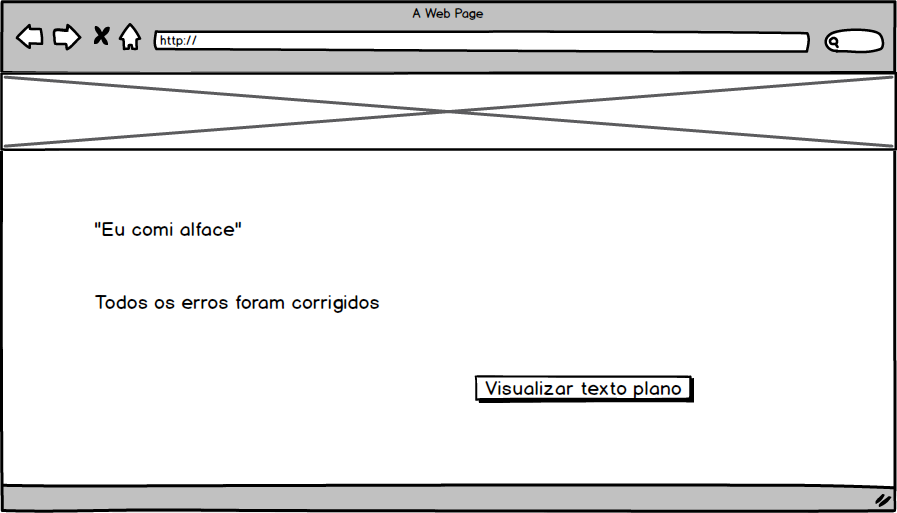 A Web Page
http://
"Eu comi alface"
Todos os erros foram corrigidos
Visualizar texto plano